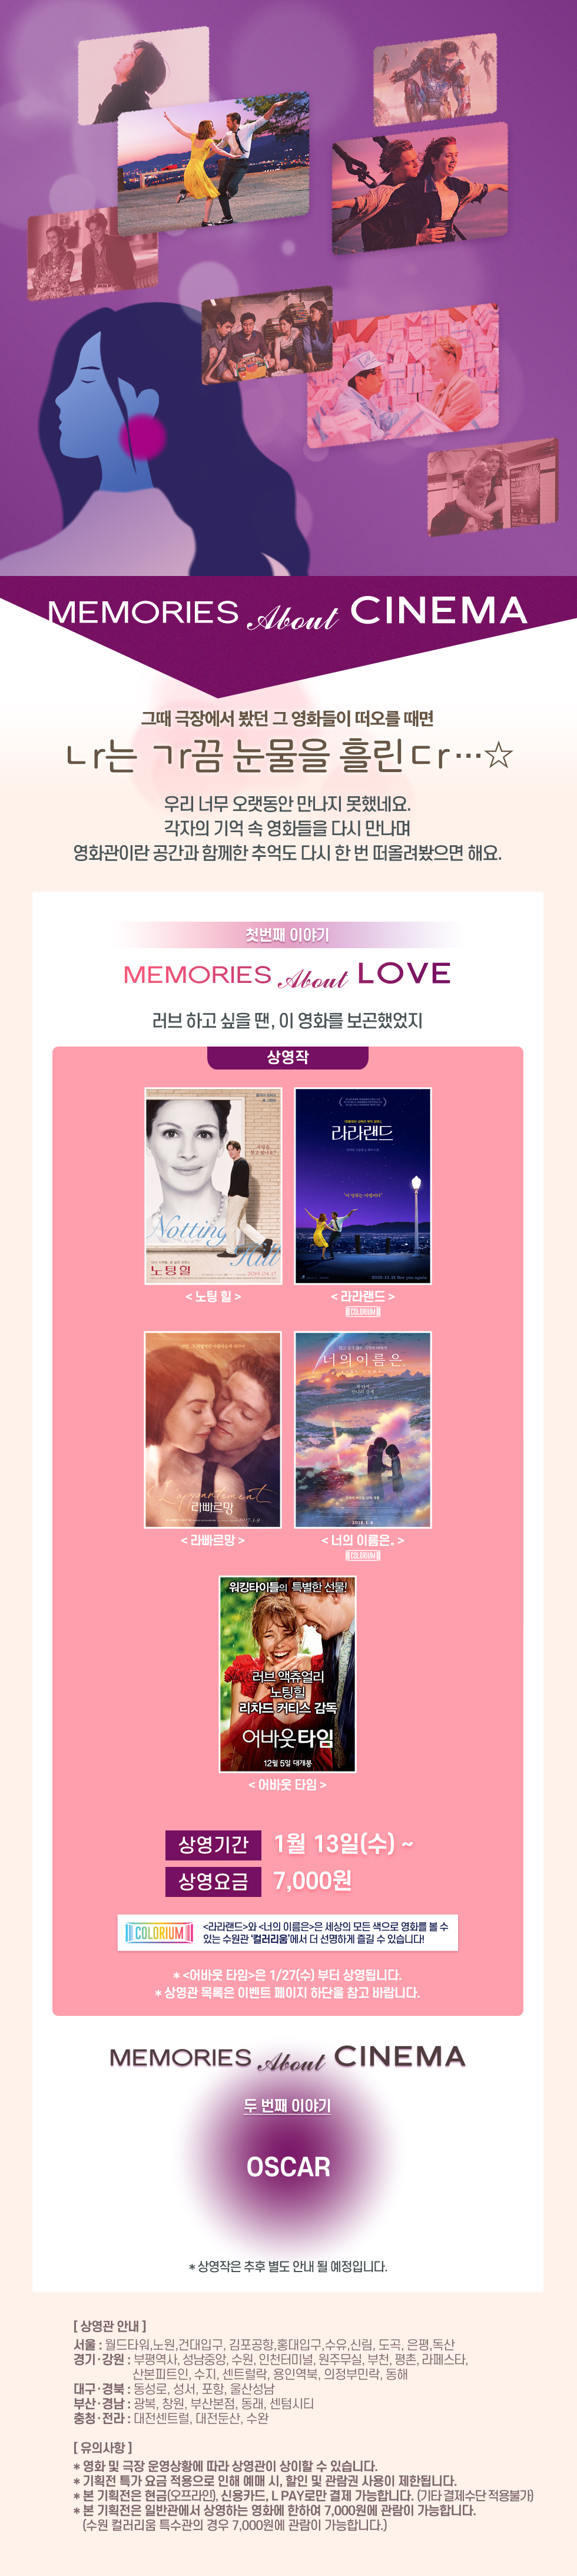 MEMORIES About CINEMA
그때 극장에서 봤던 그 영화들이 떠오를 때면
ㄴr는 ㄱr끔 눈물을 흘린ㄷr…☆
우리 너무 오랫동안 만나지 못했네요.
각자의 기억 속 영화들을 다시 만나며
영화관이란 공간과 함께한 추억도 다시 한 번 떠올려봤으면 해요.
첫번째 이야기
MEMORIES About LOVE
러브 하고 싶을 땐, 이 영화를 보곤했었지
상영작
Notting Hill
노팅 힐
라라랜드
< 노팅 힐 >
< 라라랜드 >
COLORIUM
L'appartement
라빠르망
너의 이름은.
< 라빠르망 >
< 너의 이름은. >
COLORIUM
워킹타이틀의 특별한 선물!
러브 액츄얼리
노팅힐
리차드 커티스 감독
어바웃타임
12월 5일 대개봉
< 어바웃 타임 >
상영기간 1월 13일(수) ~
상영요금 7,000원
COLORIUM
<라라랜드>와 <너의 이름은>은 세상의 모든 색으로 영화를 볼 수
있는 수원관 '컬러리움'에서 더 선명하게 즐길 수 있습니다!
* <어바웃 타임>은 1/27(수) 부터 상영됩니다.
* 상영관 목록은 이벤트 페이지 하단을 참고 바랍니다.
MEMORIES About CINEMA
두 번째 이야기
OSCAR
* 상영작은 추후 별도 안내 될 예정입니다.
[ 상영관 안내 ]
서울 : 월드타워,노원,건대입구, 김포공항,홍대입구,수유,신림, 도곡, 은평,독산
경기·강원 : 부평역사, 성남중앙, 수원, 인천터미널, 원주무실, 부천, 평촌, 라페스타,
산본피트인, 수지, 센트럴락, 용인역북, 의정부민락, 동해
대구·경북 : 동성로, 성서, 포항, 울산성남
부산·경남 : 광복, 창원, 부산본점, 동래, 센텀시티
충청·전라 : 대전센트럴, 대전둔산, 수완
[ 유의사항 ]
* 영화 및 극장 운영상황에 따라 상영관이 상이할 수 있습니다.
* 기획전 특가 요금 적용으로 인해 예매 시, 할인 및 관람권 사용이 제한됩니다.
* 본 기획전은 현금(오프라인), 신용카드, L PAY로만 결제 가능합니다. (기타 결제수단 적용불가)
* 본 기획전은 일반관에서 상영하는 영화에 한하여 7,000원에 관람이 가능합니다.
(수원 컬러리움 특수관의 경우 7,000원에 관람이 가능합니다.)